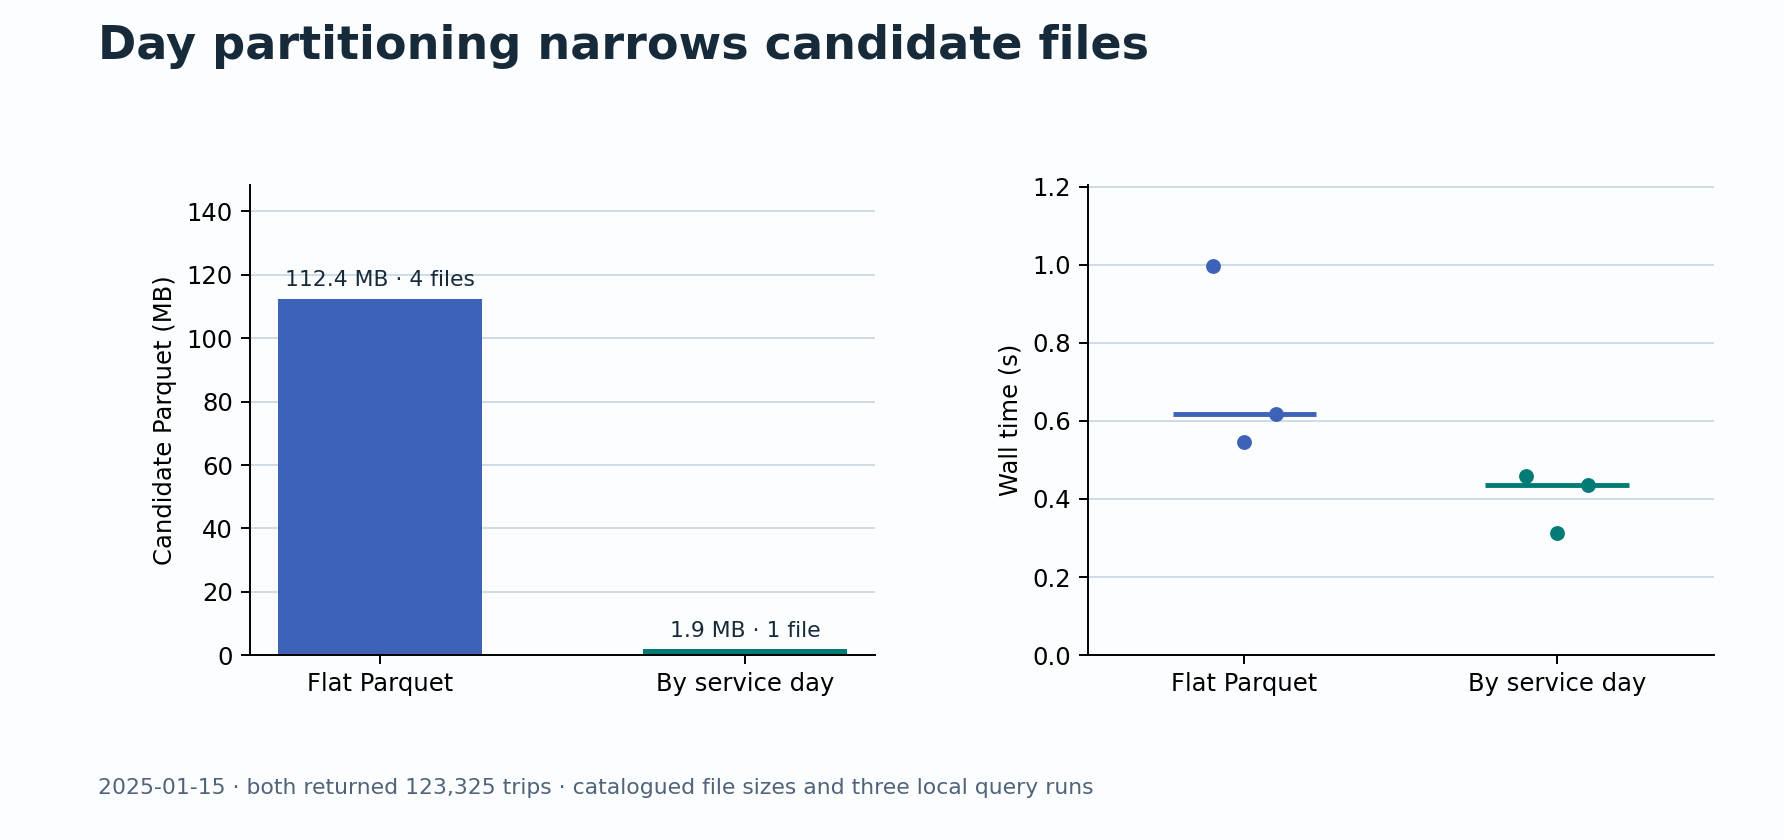 Day partitioning narrows candidate files
Candidate Parquet (MB)
140
120
100
80
60
40
20
0
112.4 MB · 4 files
1.9 MB · 1 file
Flat Parquet
By service day
Wall time (s)
1.2
1.0
0.8
0.6
0.4
0.2
0.0
Flat Parquet
By service day
2025-01-15 · both returned 123,325 trips · catalogued file sizes and three local query runs